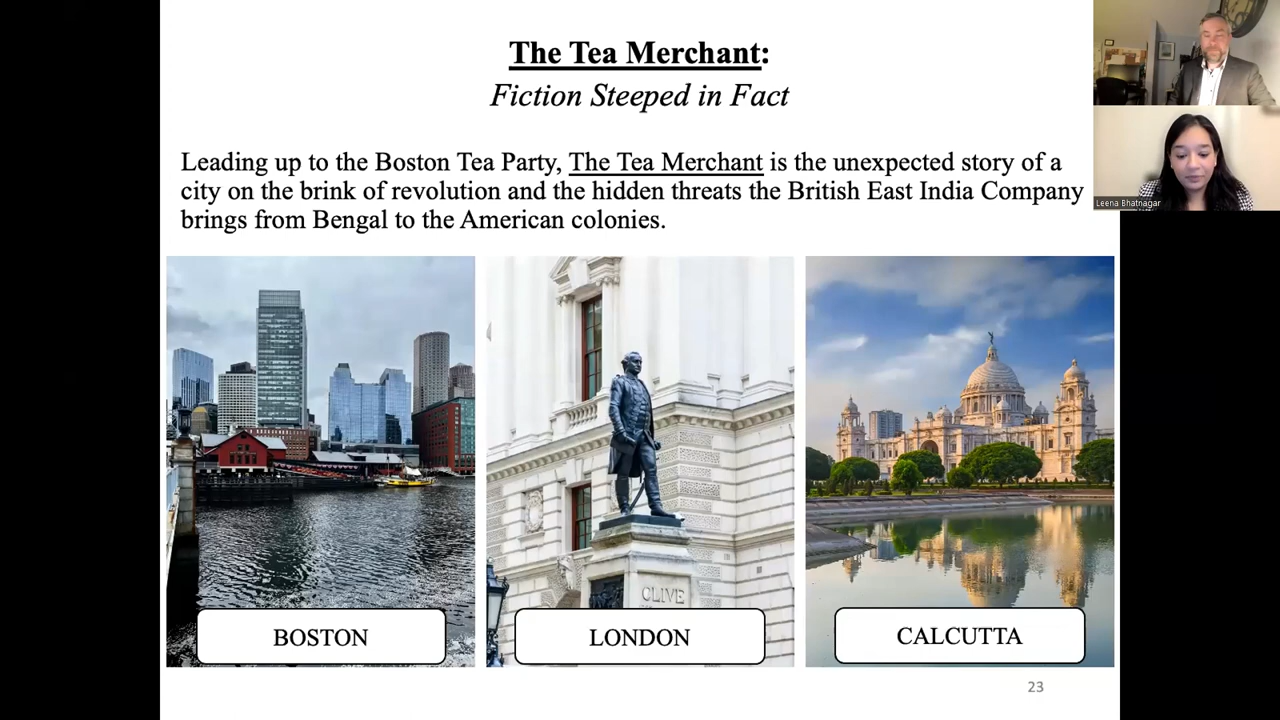 The Tea Merchant:
Fiction Steeped in Fact
Leading up to the Boston Tea Party, The Tea Merchant is the unexpected story of a
city on the brink of revolution and the hidden threats the British East India Company
brings from Bengal to the American colonies.
Leena Bhatnagar
CLIVE
BOSTON
LONDON
CALCUTTA
23